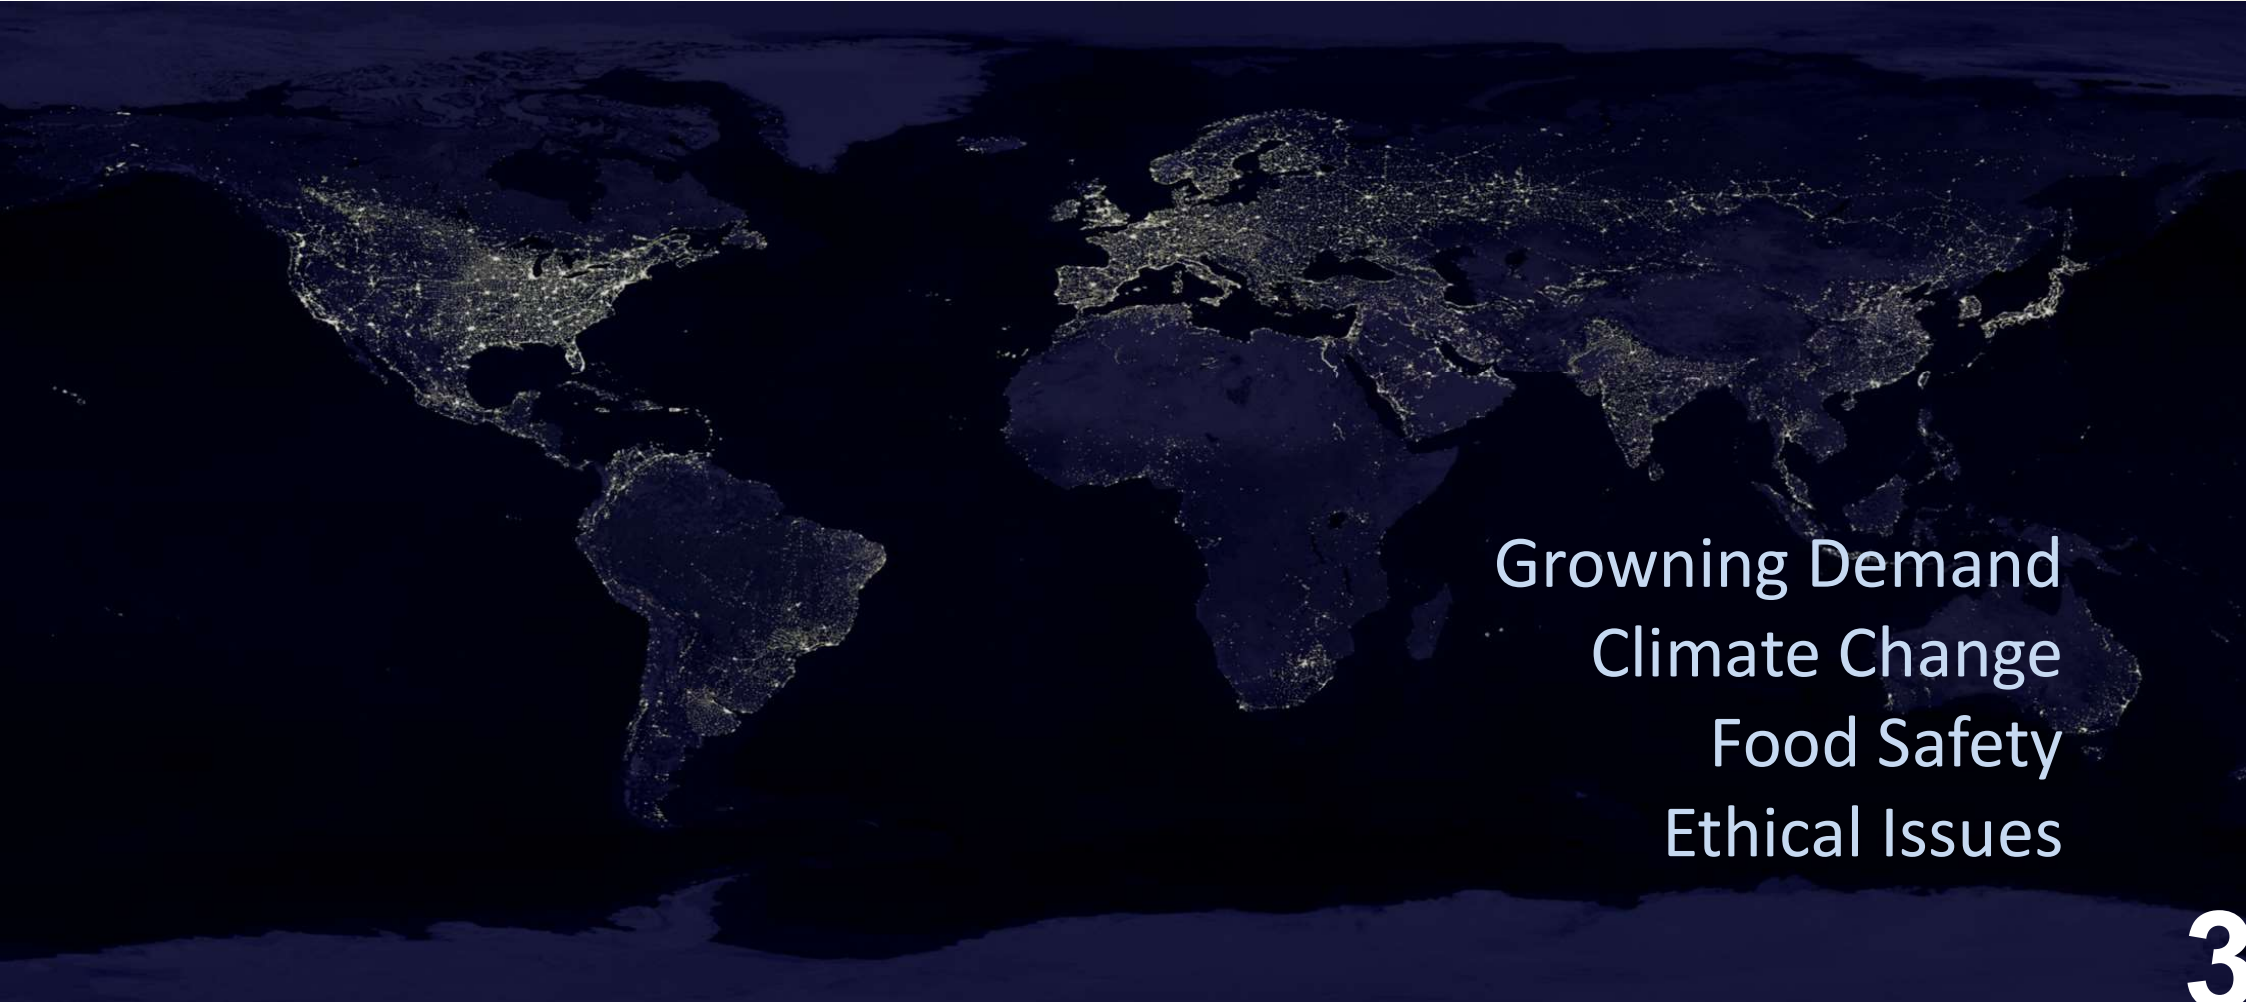 Growning Demand
Climate Change
Food Safety
Ethical Issues
3